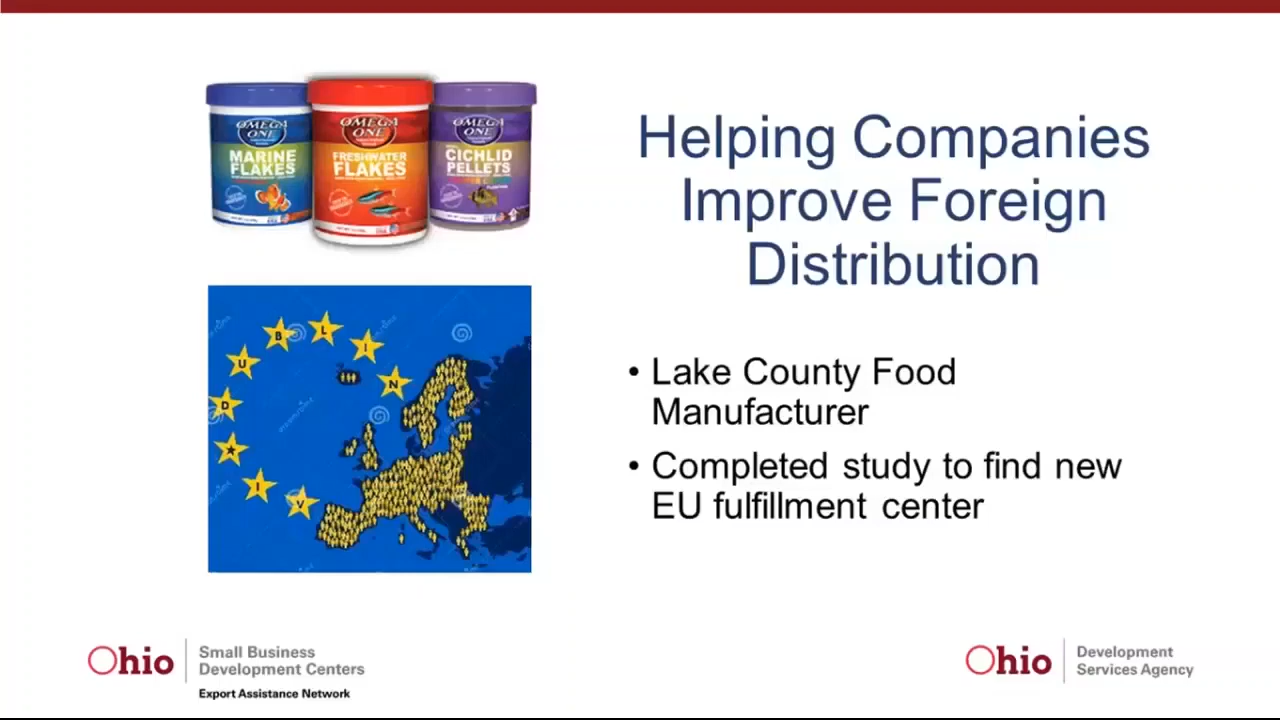 OMEGA ONE
MARINE FLAKES
OMEGA ONE
FRESHWATER FLAKES
OMEGA ONE
CICHLID PELLETS
Helping Companies
Improve Foreign
Distribution
• Lake County Food
Manufacturer
• Completed study to find new
EU fulfillment center
B L I N
U
D
I V
Ohio
Small Business
Development Centers
Export Assistance Network
Ohio
Development
Services Agency